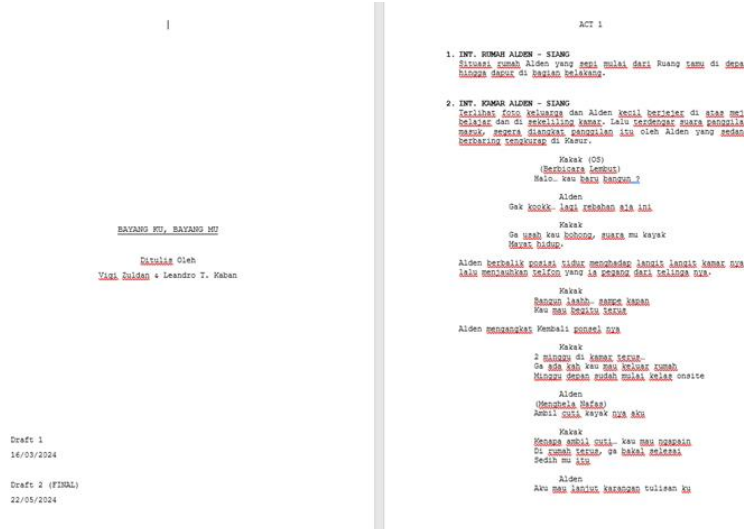 BAYANG KU, BAYANG MU
Ditulis Oleh
Vigi Zuldan & Leandro T. Kaban
Draft 1
16/03/2024
Draft 2 (FINAL)
22/05/2024
ACT 1
1. INT. RUMAH ALDEN - SIANG
Situasi rumah Alden yang sepi mulai dari Ruang tamu di depa
hingga dapur di bagian belakang.
2. INT. KAMAR ALDEN - SIANG
Terlihat foto keluarga dan Alden kecil berjejer di atas mej
belajar dan di sekeliling kamar. Lalu terdengar suara panggila
masuk, segera diangkat panggilan itu oleh Alden yang sedan
berbaring tengkurap di Kasur.
Kakak (OS)
(Berbicara Lembut)
Halo… kau baru bangun ?
Alden
Gak kookk… lagi rebahan aja ini
Kakak
Ga usah kau bohong, suara mu kayak
Mayat hidup.
Alden berbalik posisi tidur menghadap langit langit kamar nya
lalu menjauhkan telfon yang ia pegang dari telinga nya.
Kakak
Bangun laahh… sampe kapan
Kau mau begitu terus
Alden mengangkat Kembali ponsel nya
Kakak
2 minggu di kamar terus…
Ga ada kah kau mau keluar rumah
Minggu depan sudah mulai kelas onsite
Alden
(Menghela Nafas)
Ambil cuti kayak nya aku
Kakak
Kenapa ambil cuti… kau mau ngapain
Di rumah terus, ga bakal selesai
Sedih mu itu
Alden
Aku mau lanjut karangan tulisan ku